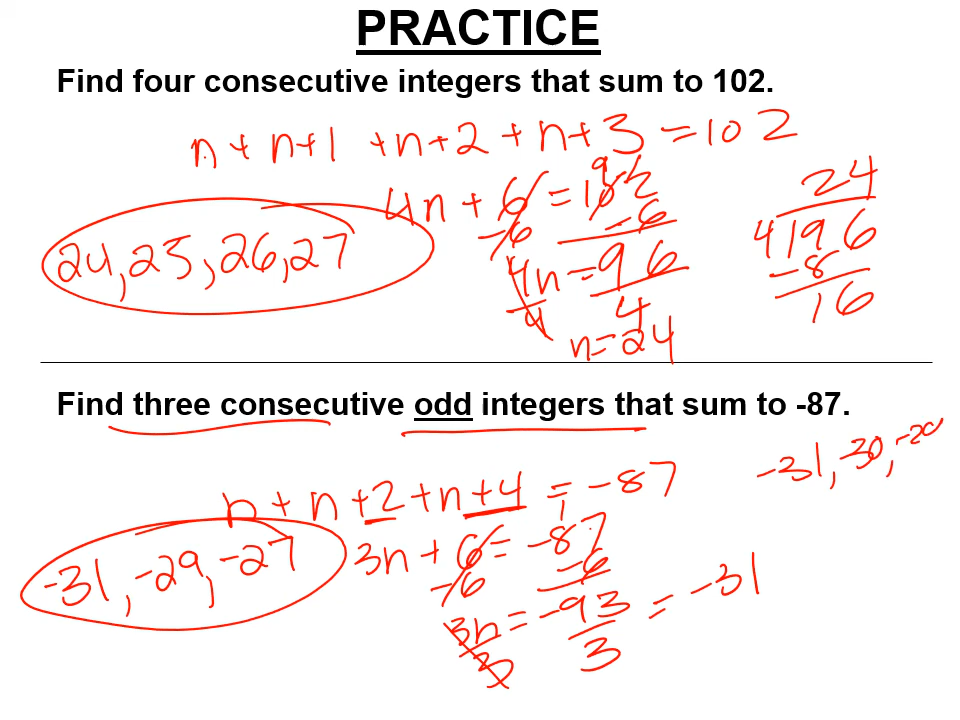 PRACTICE
Find four consecutive integers that sum to 102.
n + n+1 + n+2 + n+3 = 102
4n + 6 = 102
24
-6 -6
4 196
24, 25, 26, 27
4n = 96
-8
4 4
16
n = 24
Find three consecutive odd integers that sum to -87.
-31, -30, -29
n + n + 2 + n + 4 = -87
3n + 6 = -87
-31, -29, -27
-6 -6
3n = -93 = -31
3 3